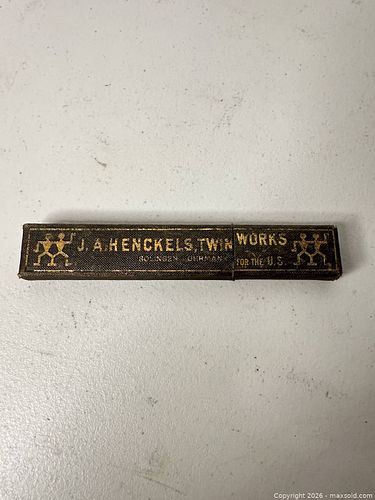 J. A. HENCKELS, TWIN WORKS
SOLINGEN GERMANY FOR THE U.S.
Copyright 2026 - maxsold.com